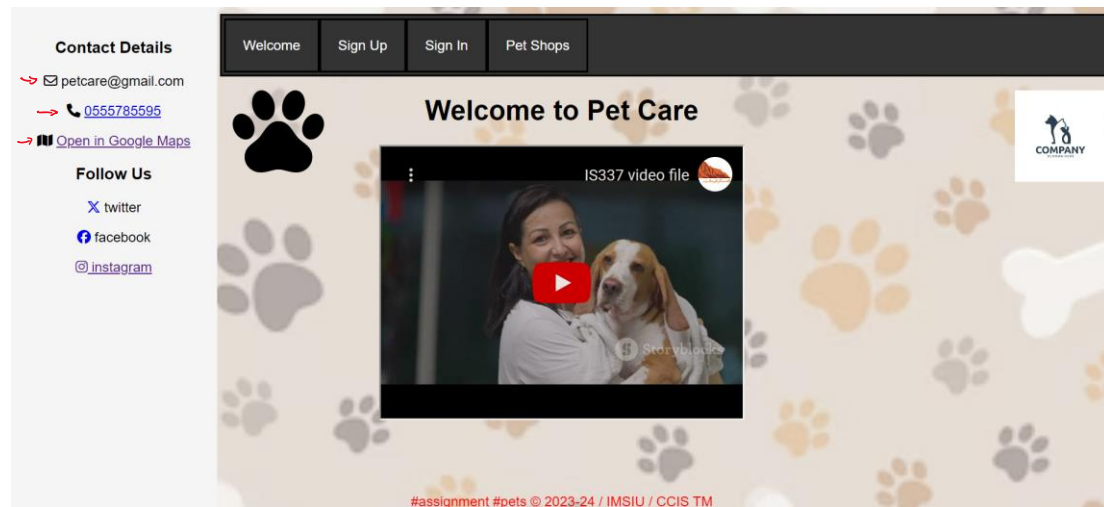 Contact Details
petcare@gmail.com
0555785595
Open in Google Maps
Follow Us
twitter
facebook
instagram
Welcome
Sign Up
Sign In
Pet Shops
Welcome to Pet Care
IS337 video file
Storyblocks
COMPANY
#assignment #pets © 2023-24 / IMSIU / CCIS TM